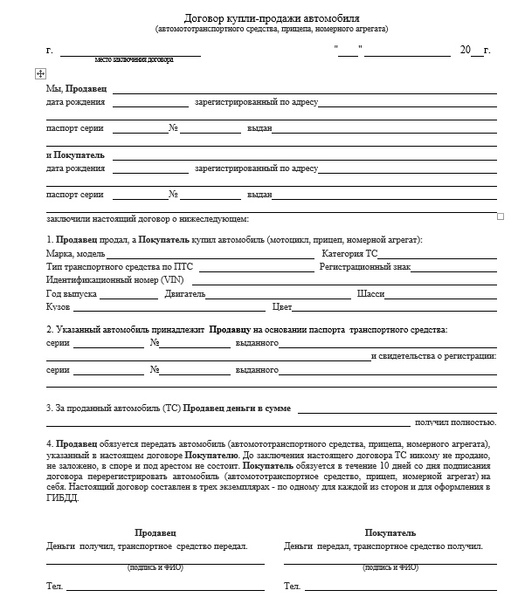 Договор купли-продажи автомобиля
(автомототранспортного средства, прицепа, номерного агрегата)
г. "  " 20 г.
место заключения договора
Мы, Продавец
дата рождения зарегистрированный по адресу
паспорт серии № выдан
и Покупатель
дата рождения зарегистрированный по адресу
паспорт серии № выдан
заключили настоящий договор о нижеследующем:
1. Продавец продал, а Покупатель купил автомобиль (мотоцикл, прицеп, номерной агрегат):
Марка, модель Категория ТС
Тип транспортного средства по ПТС Регистрационный знак
Идентификационный номер (VIN)
Год выпуска Двигатель Шасси
Кузов Цвет
2. Указанный автомобиль принадлежит Продавцу на основании паспорта транспортного средства:
серии № выданного
и свидетельства о регистрации:
серии № выданного
3. За проданный автомобиль (ТС) Продавец деньги в сумме
получил полностью.
4. Продавец обязуется передать автомобиль (автомототранспортного средства, прицепа, номерного агрегата),
указанный в настоящем договоре Покупателю. До заключения настоящего договора ТС никому не продано,
не заложено, в споре и под арестом не состоит. Покупатель обязуется в течение 10 дней со дня подписания
договора перерегистрировать автомобиль (автомототранспортное средство, прицеп, номерной агрегат) на
себя. Настоящий договор составлен в трех экземплярах - по одному для каждой из сторон и для оформления в
ГИБДД.
Продавец Покупатель
Деньги получил, транспортное средство передал. Деньги передал, транспортное средство получил.
(подпись и ФИО) (подпись и ФИО)
Тел. Тел.